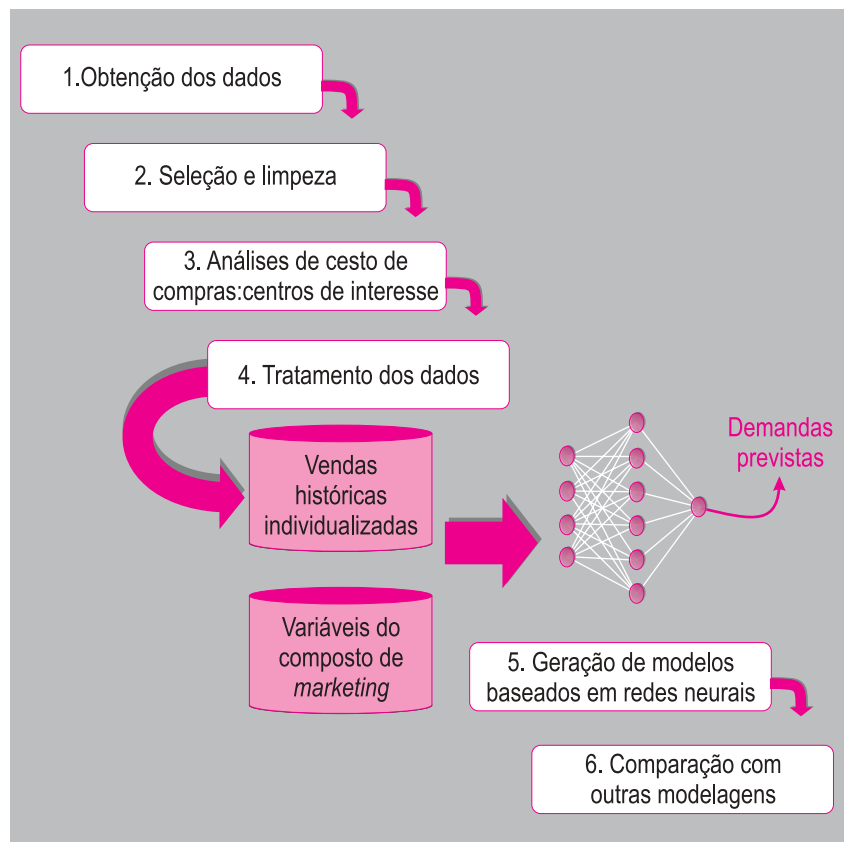 1.Obtenção dos dados
2. Seleção e limpeza
3. Análises de cesto de
compras:centros de interesse
4. Tratamento dos dados
Vendas
históricas
individualizadas
Demandas
previstas
Variáveis do
composto de
marketing
5. Geração de modelos
baseados em redes neurais
6. Comparação com
outras modelagens